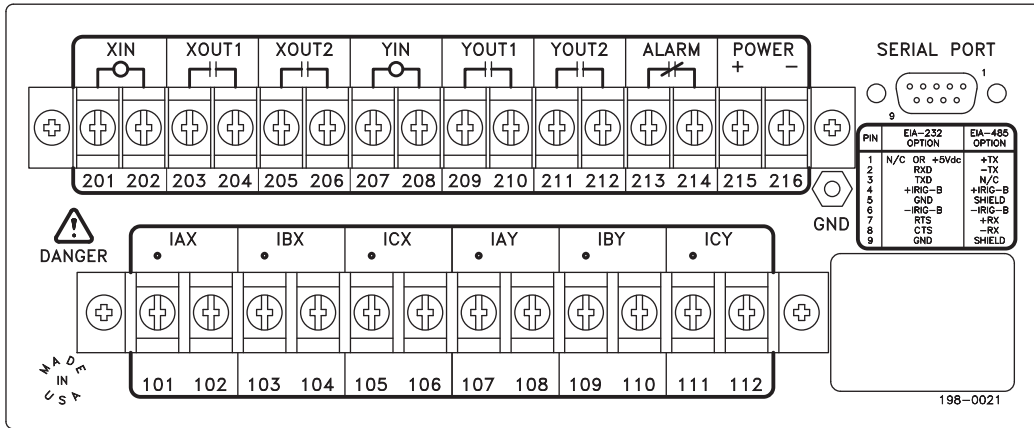 XIN XOUT1 XOUT2 YIN YOUT1 YOUT2 ALARM POWER
+ −
SERIAL PORT
1
9
201 202 203 204 205 206 207 208 209 210 211 212 213 214 215 216
GND
PIN EIA-232 OPTION EIA-485 OPTION
1 N/C OR +5Vdc +TX
2 RXD −TX
3 TXD N/C
4 +IRIG-B +IRIG-B
5 GND SHIELD
6 −IRIG-B −IRIG-B
7 RTS +RX
8 CTS −RX
9 GND SHIELD
DANGER
IAX IBX ICX IAY IBY ICY
101 102 103 104 105 106 107 108 109 110 111 112
MADE
IN
USA
198-0021